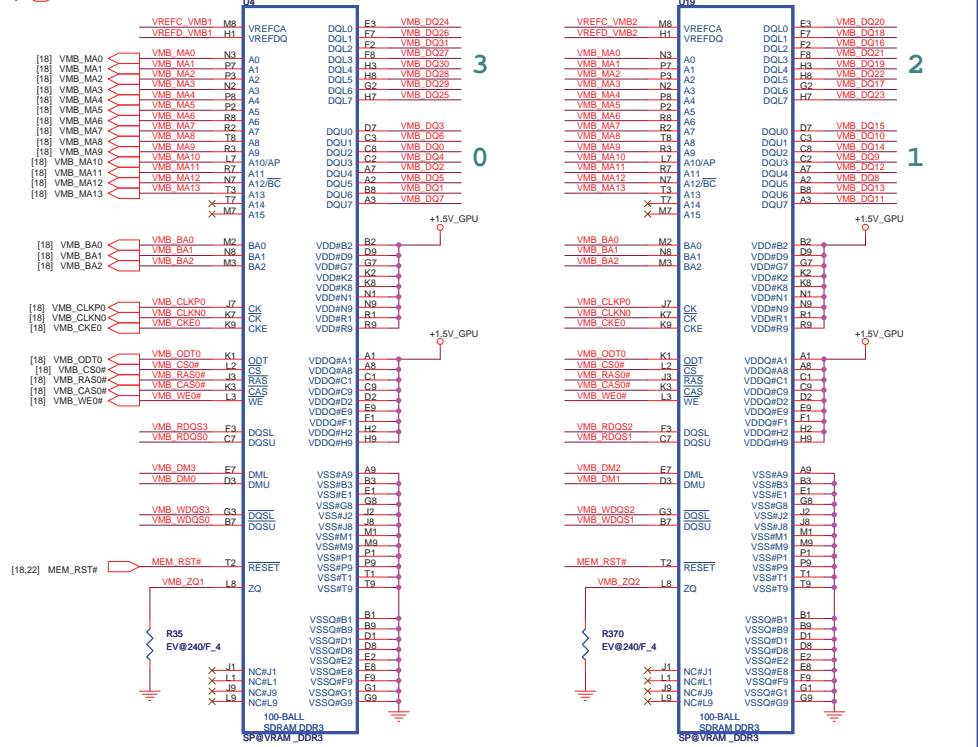 U4
VREFC_VMB1 M8 VREFCA DQL0 E3 VMB_DQ24
VREFD_VMB1 H1 VREFDQ DQL1 F7 VMB_DQ26
DQL2 F2 VMB_DQ31
[18] VMB_MA0 VMB_MA0 N3 A0 DQL3 F8 VMB_DQ27
[18] VMB_MA1 VMB_MA1 P7 A1 DQL4 H3 VMB_DQ30
[18] VMB_MA2 VMB_MA2 P3 A2 DQL5 H8 VMB_DQ28
[18] VMB_MA3 VMB_MA3 N2 A3 DQL6 G2 VMB_DQ29
[18] VMB_MA4 VMB_MA4 P8 A4 DQL7 H7 VMB_DQ25
3
[18] VMB_MA5 VMB_MA5 P2 A5
[18] VMB_MA6 VMB_MA6 R8 A6
[18] VMB_MA7 VMB_MA7 R2 A7 DQU0 D7 VMB_DQ3
[18] VMB_MA8 VMB_MA8 T8 A8 DQU1 C3 VMB_DQ6
[18] VMB_MA9 VMB_MA9 R3 A9 DQU2 C8 VMB_DQ0
[18] VMB_MA10 VMB_MA10 L7 A10/AP DQU3 C2 VMB_DQ4
[18] VMB_MA11 VMB_MA11 R7 A11 DQU4 A7 VMB_DQ2
[18] VMB_MA12 VMB_MA12 N7 A12/BC DQU5 A2 VMB_DQ5
[18] VMB_MA13 VMB_MA13 T3 A13 DQU6 B8 VMB_DQ1
T7 A14 DQU7 A3 VMB_DQ7
0
M7 A15
+1.5V_GPU
[18] VMB_BA0 VMB_BA0 M2 BA0 VDD#B2 B2
[18] VMB_BA1 VMB_BA1 N8 BA1 VDD#D9 D9
[18] VMB_BA2 VMB_BA2 M3 BA2 VDD#G7 G7
VDD#K2 K2
VDD#K8 K8
VDD#N1 N1
[18] VMB_CLKP0 VMB_CLKP0 J7 CK VDD#N9 N9
[18] VMB_CLKN0 VMB_CLKN0 K7 CK VDD#R1 R1
[18] VMB_CKE0 VMB_CKE0 K9 CKE VDD#R9 R9
+1.5V_GPU
[18] VMB_ODT0 VMB_ODT0 K1 ODT VDDQ#A1 A1
[18] VMB_CS0# VMB_CS0# L2 CS VDDQ#A8 A8
[18] VMB_RAS0# VMB_RAS0# J3 RAS VDDQ#C1 C1
[18] VMB_CAS0# VMB_CAS0# K3 CAS VDDQ#C9 C9
[18] VMB_WE0# VMB_WE0# L3 WE VDDQ#D2 D2
VDDQ#E9 E9
VDDQ#F1 F1
VMB_RDQS3 F3 DQSL VDDQ#H2 H2
VMB_RDQS0 C7 DQSU VDDQ#H9 H9
VMB_DM3 E7 DML VSS#A9 A9
VMB_DM0 D3 DMU VSS#B3 B3
VSS#E1 E1
VSS#G8 G8
VMB_WDQS3 G3 DQSL VSS#J2 J2
VMB_WDQS0 B7 DQSU VSS#J8 J8
VSS#M1 M1
VSS#M9 M9
VSS#P1 P1
[18,22] MEM_RST# MEM_RST# T2 RESET VSS#P9 P9
VSS#T1 T1
VMB_ZQ1 L8 ZQ VSS#T9 T9
VSSQ#B1 B1
VSSQ#B9 B9
R35 VSSQ#D1 D1
EV@240/F_4 VSSQ#D8 D8
VSSQ#E2 E2
J1 NC#J1 VSSQ#E8 E8
L1 NC#L1 VSSQ#F9 F9
J9 NC#J9 VSSQ#G1 G1
L9 NC#L9 VSSQ#G9 G9
100-BALL
SDRAM DDR3
SP@VRAM _DDR3
U19
VREFC_VMB2 M8 VREFCA DQL0 E3 VMB_DQ20
VREFD_VMB2 H1 VREFDQ DQL1 F7 VMB_DQ18
DQL2 F2 VMB_DQ16
VMB_MA0 N3 A0 DQL3 F8 VMB_DQ21
VMB_MA1 P7 A1 DQL4 H3 VMB_DQ19
VMB_MA2 P3 A2 DQL5 H8 VMB_DQ22
VMB_MA3 N2 A3 DQL6 G2 VMB_DQ17
VMB_MA4 P8 A4 DQL7 H7 VMB_DQ23
2
VMB_MA5 P2 A5
VMB_MA6 R8 A6
VMB_MA7 R2 A7 DQU0 D7 VMB_DQ15
VMB_MA8 T8 A8 DQU1 C3 VMB_DQ10
VMB_MA9 R3 A9 DQU2 C8 VMB_DQ14
VMB_MA10 L7 A10/AP DQU3 C2 VMB_DQ9
VMB_MA11 R7 A11 DQU4 A7 VMB_DQ12
VMB_MA12 N7 A12/BC DQU5 A2 VMB_DQ8
VMB_MA13 T3 A13 DQU6 B8 VMB_DQ13
T7 A14 DQU7 A3 VMB_DQ11
1
M7 A15
+1.5V_GPU
VMB_BA0 M2 BA0 VDD#B2 B2
VMB_BA1 N8 BA1 VDD#D9 D9
VMB_BA2 M3 BA2 VDD#G7 G7
VDD#K2 K2
VDD#K8 K8
VDD#N1 N1
VMB_CLKP0 J7 CK VDD#N9 N9
VMB_CLKN0 K7 CK VDD#R1 R1
VMB_CKE0 K9 CKE VDD#R9 R9
+1.5V_GPU
VMB_ODT0 K1 ODT VDDQ#A1 A1
VMB_CS0# L2 CS VDDQ#A8 A8
VMB_RAS0# J3 RAS VDDQ#C1 C1
VMB_CAS0# K3 CAS VDDQ#C9 C9
VMB_WE0# L3 WE VDDQ#D2 D2
VDDQ#E9 E9
VDDQ#F1 F1
VMB_RDQS2 F3 DQSL VDDQ#H2 H2
VMB_RDQS1 C7 DQSU VDDQ#H9 H9
VMB_DM2 E7 DML VSS#A9 A9
VMB_DM1 D3 DMU VSS#B3 B3
VSS#E1 E1
VSS#G8 G8
VMB_WDQS2 G3 DQSL VSS#J2 J2
VMB_WDQS1 B7 DQSU VSS#J8 J8
VSS#M1 M1
VSS#M9 M9
VSS#P1 P1
MEM_RST# T2 RESET VSS#P9 P9
VSS#T1 T1
VMB_ZQ2 L8 ZQ VSS#T9 T9
VSSQ#B1 B1
VSSQ#B9 B9
R370 VSSQ#D1 D1
EV@240/F_4 VSSQ#D8 D8
VSSQ#E2 E2
J1 NC#J1 VSSQ#E8 E8
L1 NC#L1 VSSQ#F9 F9
J9 NC#J9 VSSQ#G1 G1
L9 NC#L9 VSSQ#G9 G9
100-BALL
SDRAM DDR3
SP@VRAM _DDR3